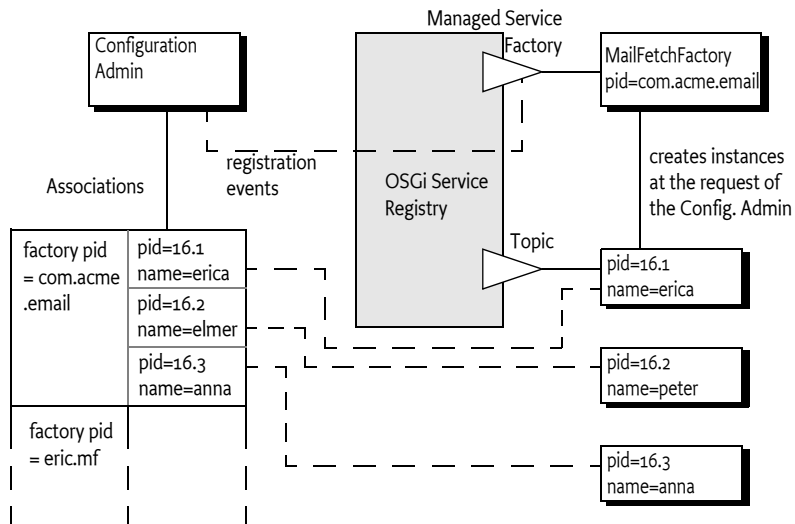 Managed Service
Factory
Configuration
Admin
MailFetchFactory
pid=com.acme.email
registration
events
creates instances
at the request of
the Config. Admin
Associations
OSGi Service
Registry
Topic
factory pid
= com.acme
.email
pid=16.1
name=erica
pid=16.2
name=elmer
pid=16.3
name=anna
pid=16.1
name=erica
pid=16.2
name=peter
pid=16.3
name=anna
factory pid
= eric.mf